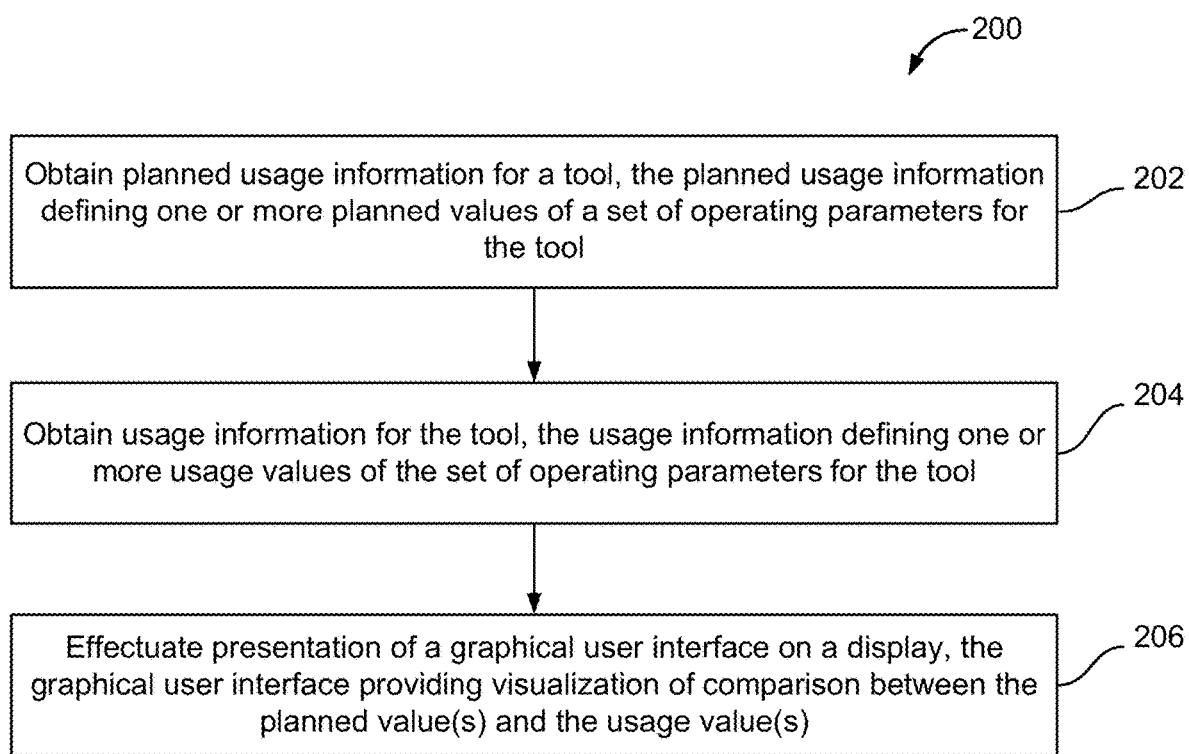 200
Obtain planned usage information for a tool, the planned usage information
defining one or more planned values of a set of operating parameters for
the tool
202
Obtain usage information for the tool, the usage information defining one or
more usage values of the set of operating parameters for the tool
204
Effectuate presentation of a graphical user interface on a display, the
graphical user interface providing visualization of comparison between the
planned value(s) and the usage value(s)
206